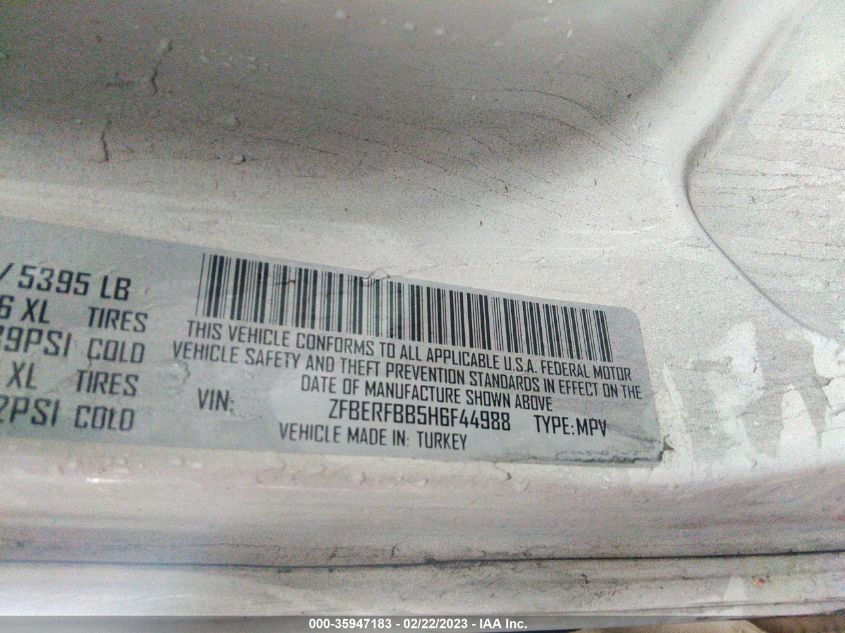 / 5395 LB
6 XL TIRES
39PSI COLD
XL TIRES
2PSI COLD
THIS VEHICLE CONFORMS TO ALL APPLICABLE U.S.A. FEDERAL MOTOR
VEHICLE SAFETY AND THEFT PREVENTION STANDARDS IN EFFECT ON THE
DATE OF MANUFACTURE SHOWN ABOVE
VIN: ZFBERFBB5H6F44988 TYPE:MPV
VEHICLE MADE IN: TURKEY
000-35947183 - 02/22/2023 - IAA Inc.